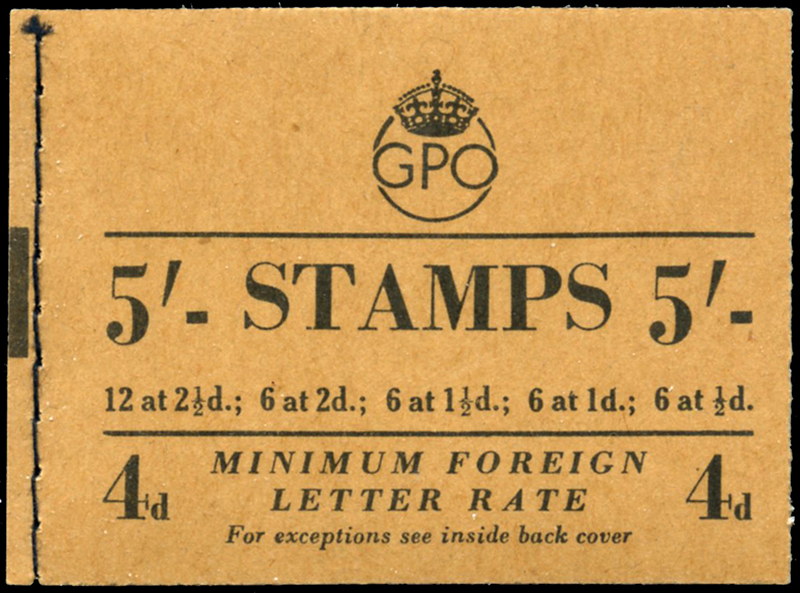 GPO
5/- STAMPS 5/-
12 at 2½d.; 6 at 2d.; 6 at 1½d.; 6 at 1d.; 6 at ½d.
4d MINIMUM FOREIGN LETTER RATE 4d
For exceptions see inside back cover